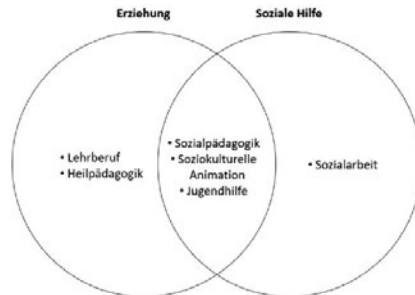 Erziehung
Soziale Hilfe
• Lehrberuf
• Heilpädagogik
• Sozialpädagogik
• Soziokulturelle
Animation
• Jugendhilfe
• Sozialarbeit